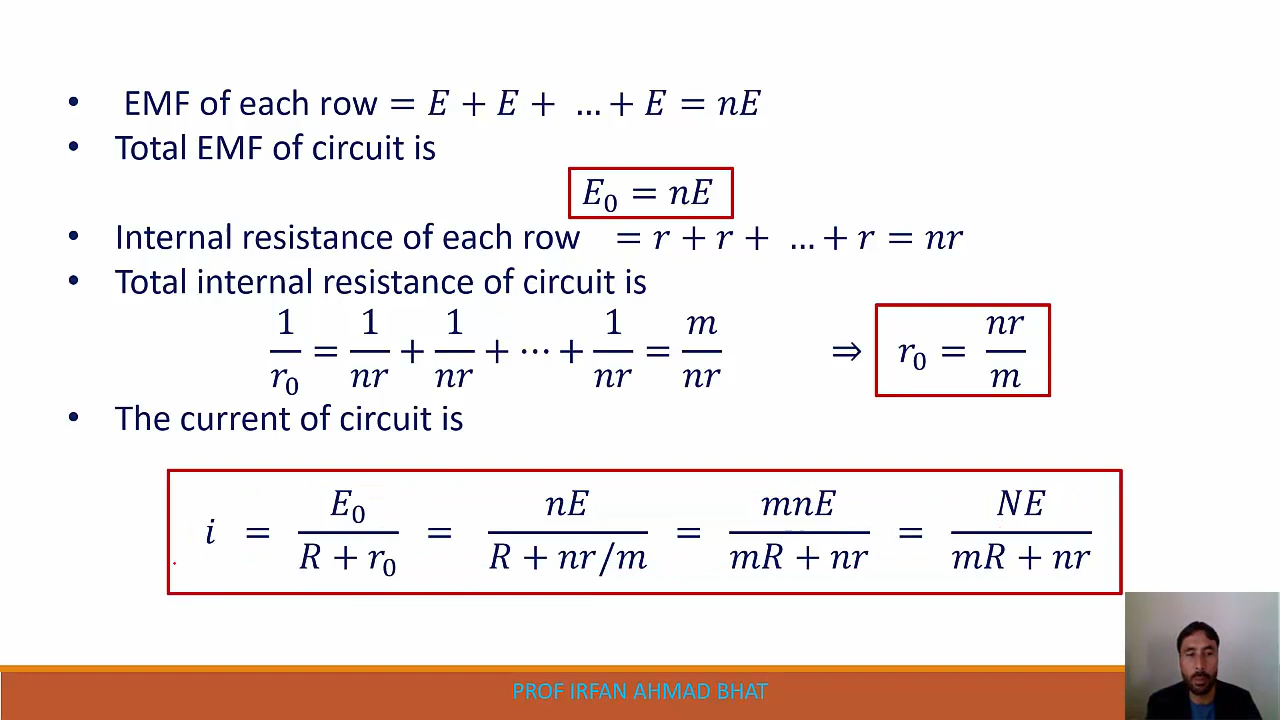 • EMF of each row = E + E + … + E = nE
• Total EMF of circuit is
E₀ = nE
• Internal resistance of each row = r + r + … + r = nr
• Total internal resistance of circuit is
1/r₀ = 1/nr + 1/nr + ⋯ + 1/nr = m/nr ⇒ r₀ = nr/m
• The current of circuit is
i = E₀/(R + r₀) = nE/(R + nr/m) = mnE/(mR + nr) = NE/(mR + nr)
PROF IRFAN AHMAD BHAT